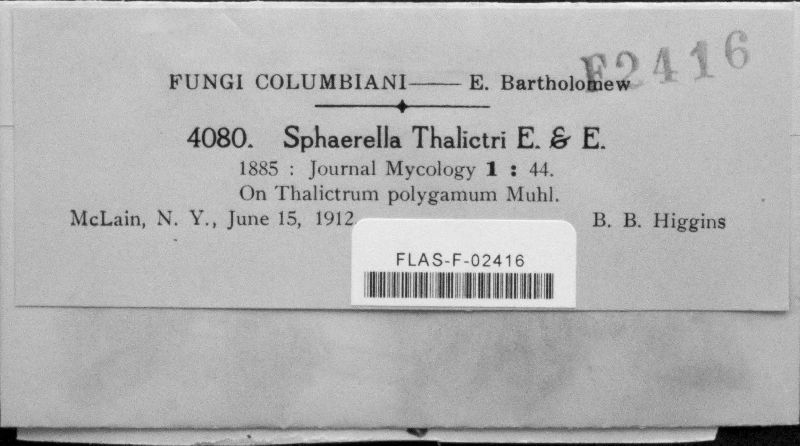 F2416
FUNGI COLUMBIANI—— E. Bartholomew
4080. Sphaerella Thalictri E. & E.
1885 : Journal Mycology 1 : 44.
On Thalictrum polygamum Muhl.
McLain, N. Y., June 15, 1912 B. B. Higgins
FLAS-F-02416